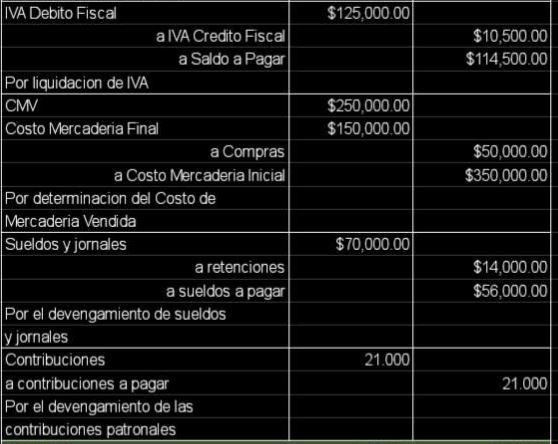 IVA Debito Fiscal $125,000.00
a IVA Credito Fiscal $10,500.00
a Saldo a Pagar $114,500.00
Por liquidacion de IVA
CMV $250,000.00
Costo Mercaderia Final $150,000.00
a Compras $50,000.00
a Costo Mercaderia Inicial $350,000.00
Por determinacion del Costo de
Mercaderia Vendida
Sueldos y jornales $70,000.00
a retenciones $14,000.00
a sueldos a pagar $56,000.00
Por el devengamiento de sueldos
y jornales
Contribuciones 21.000
a contribuciones a pagar 21.000
Por el devengamiento de las
contribuciones patronales